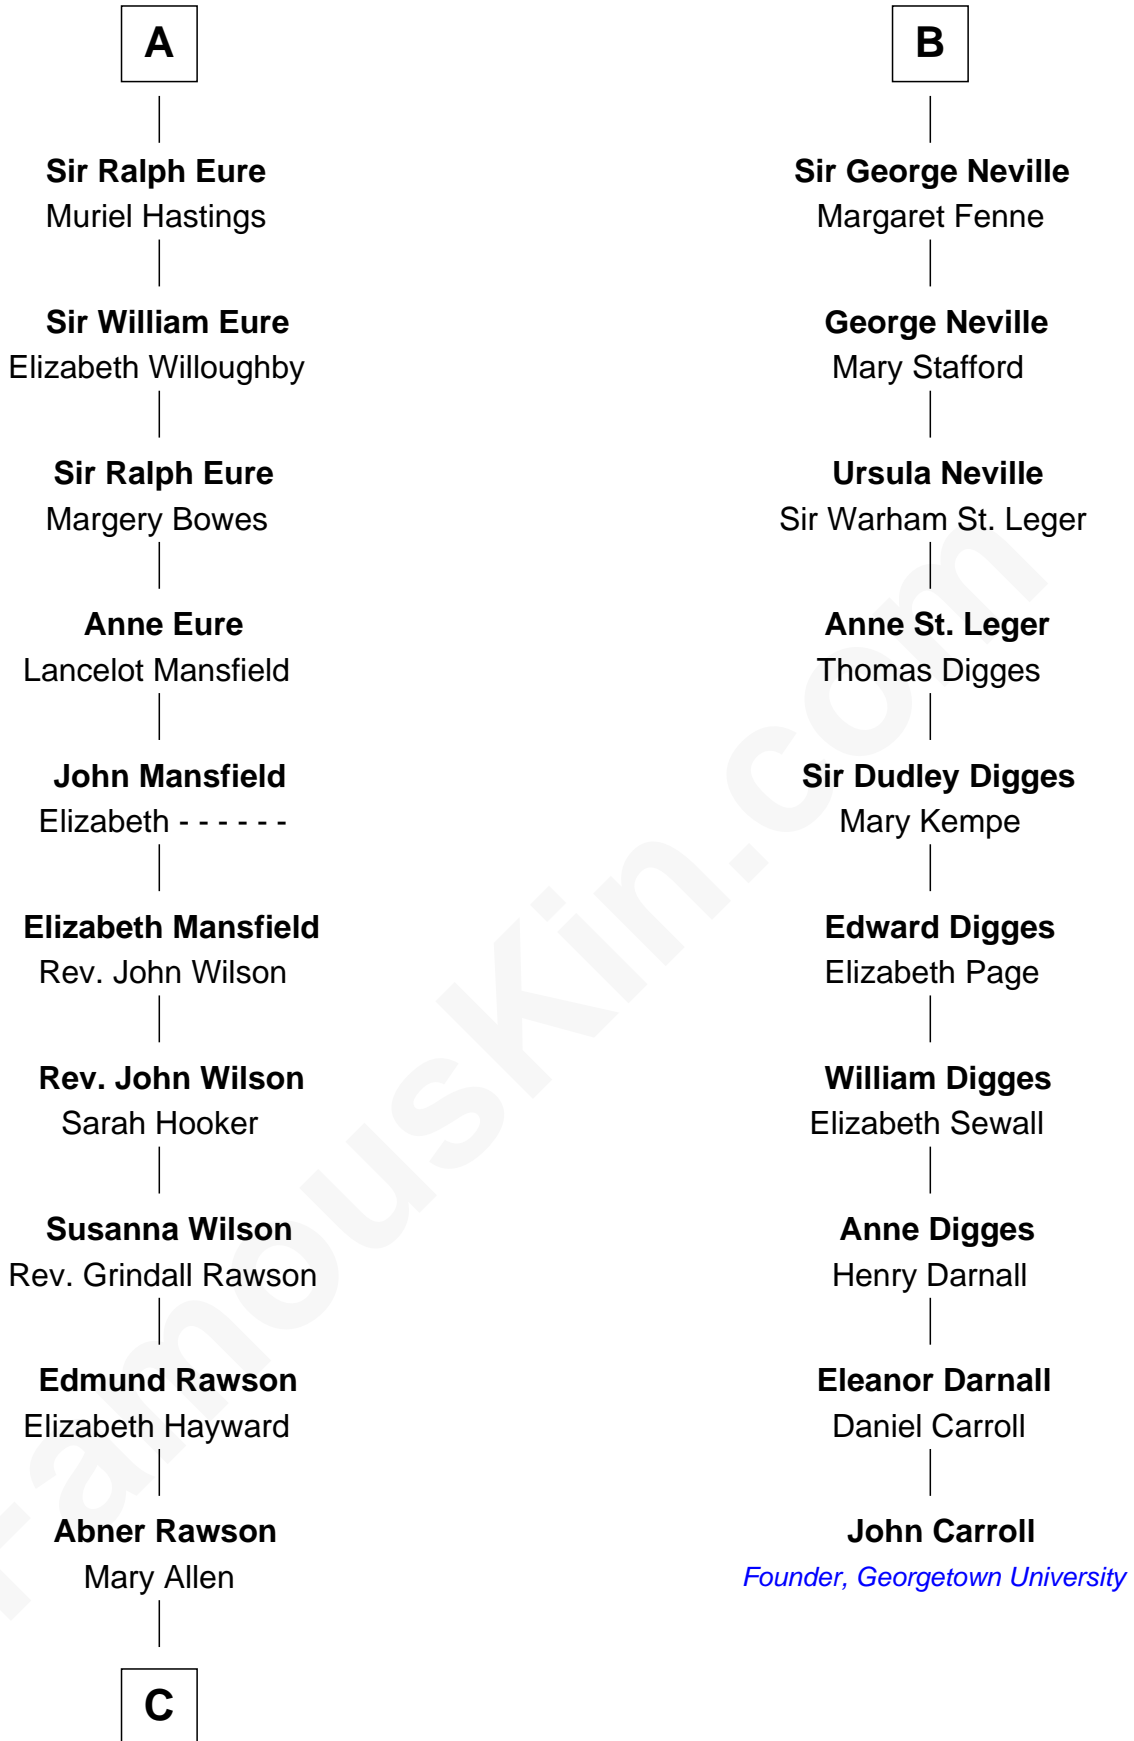 A
Sir Ralph Eure
Muriel Hastings
Sir William Eure
Elizabeth Willoughby
Sir Ralph Eure
Margery Bowes
Anne Eure
Lancelot Mansfield
John Mansfield
Elizabeth - - - - - -
Elizabeth Mansfield
Rev. John Wilson
Rev. John Wilson
Sarah Hooker
Susanna Wilson
Rev. Grindall Rawson
Edmund Rawson
Elizabeth Hayward
Abner Rawson
Mary Allen
C
B
Sir George Neville
Margaret Fenne
George Neville
Mary Stafford
Ursula Neville
Sir Warham St. Leger
Anne St. Leger
Thomas Digges
Sir Dudley Digges
Mary Kempe
Edward Digges
Elizabeth Page
William Digges
Elizabeth Sewall
Anne Digges
Henry Darnall
Eleanor Darnall
Daniel Carroll
John Carroll
Founder, Georgetown University
FamousKin.com